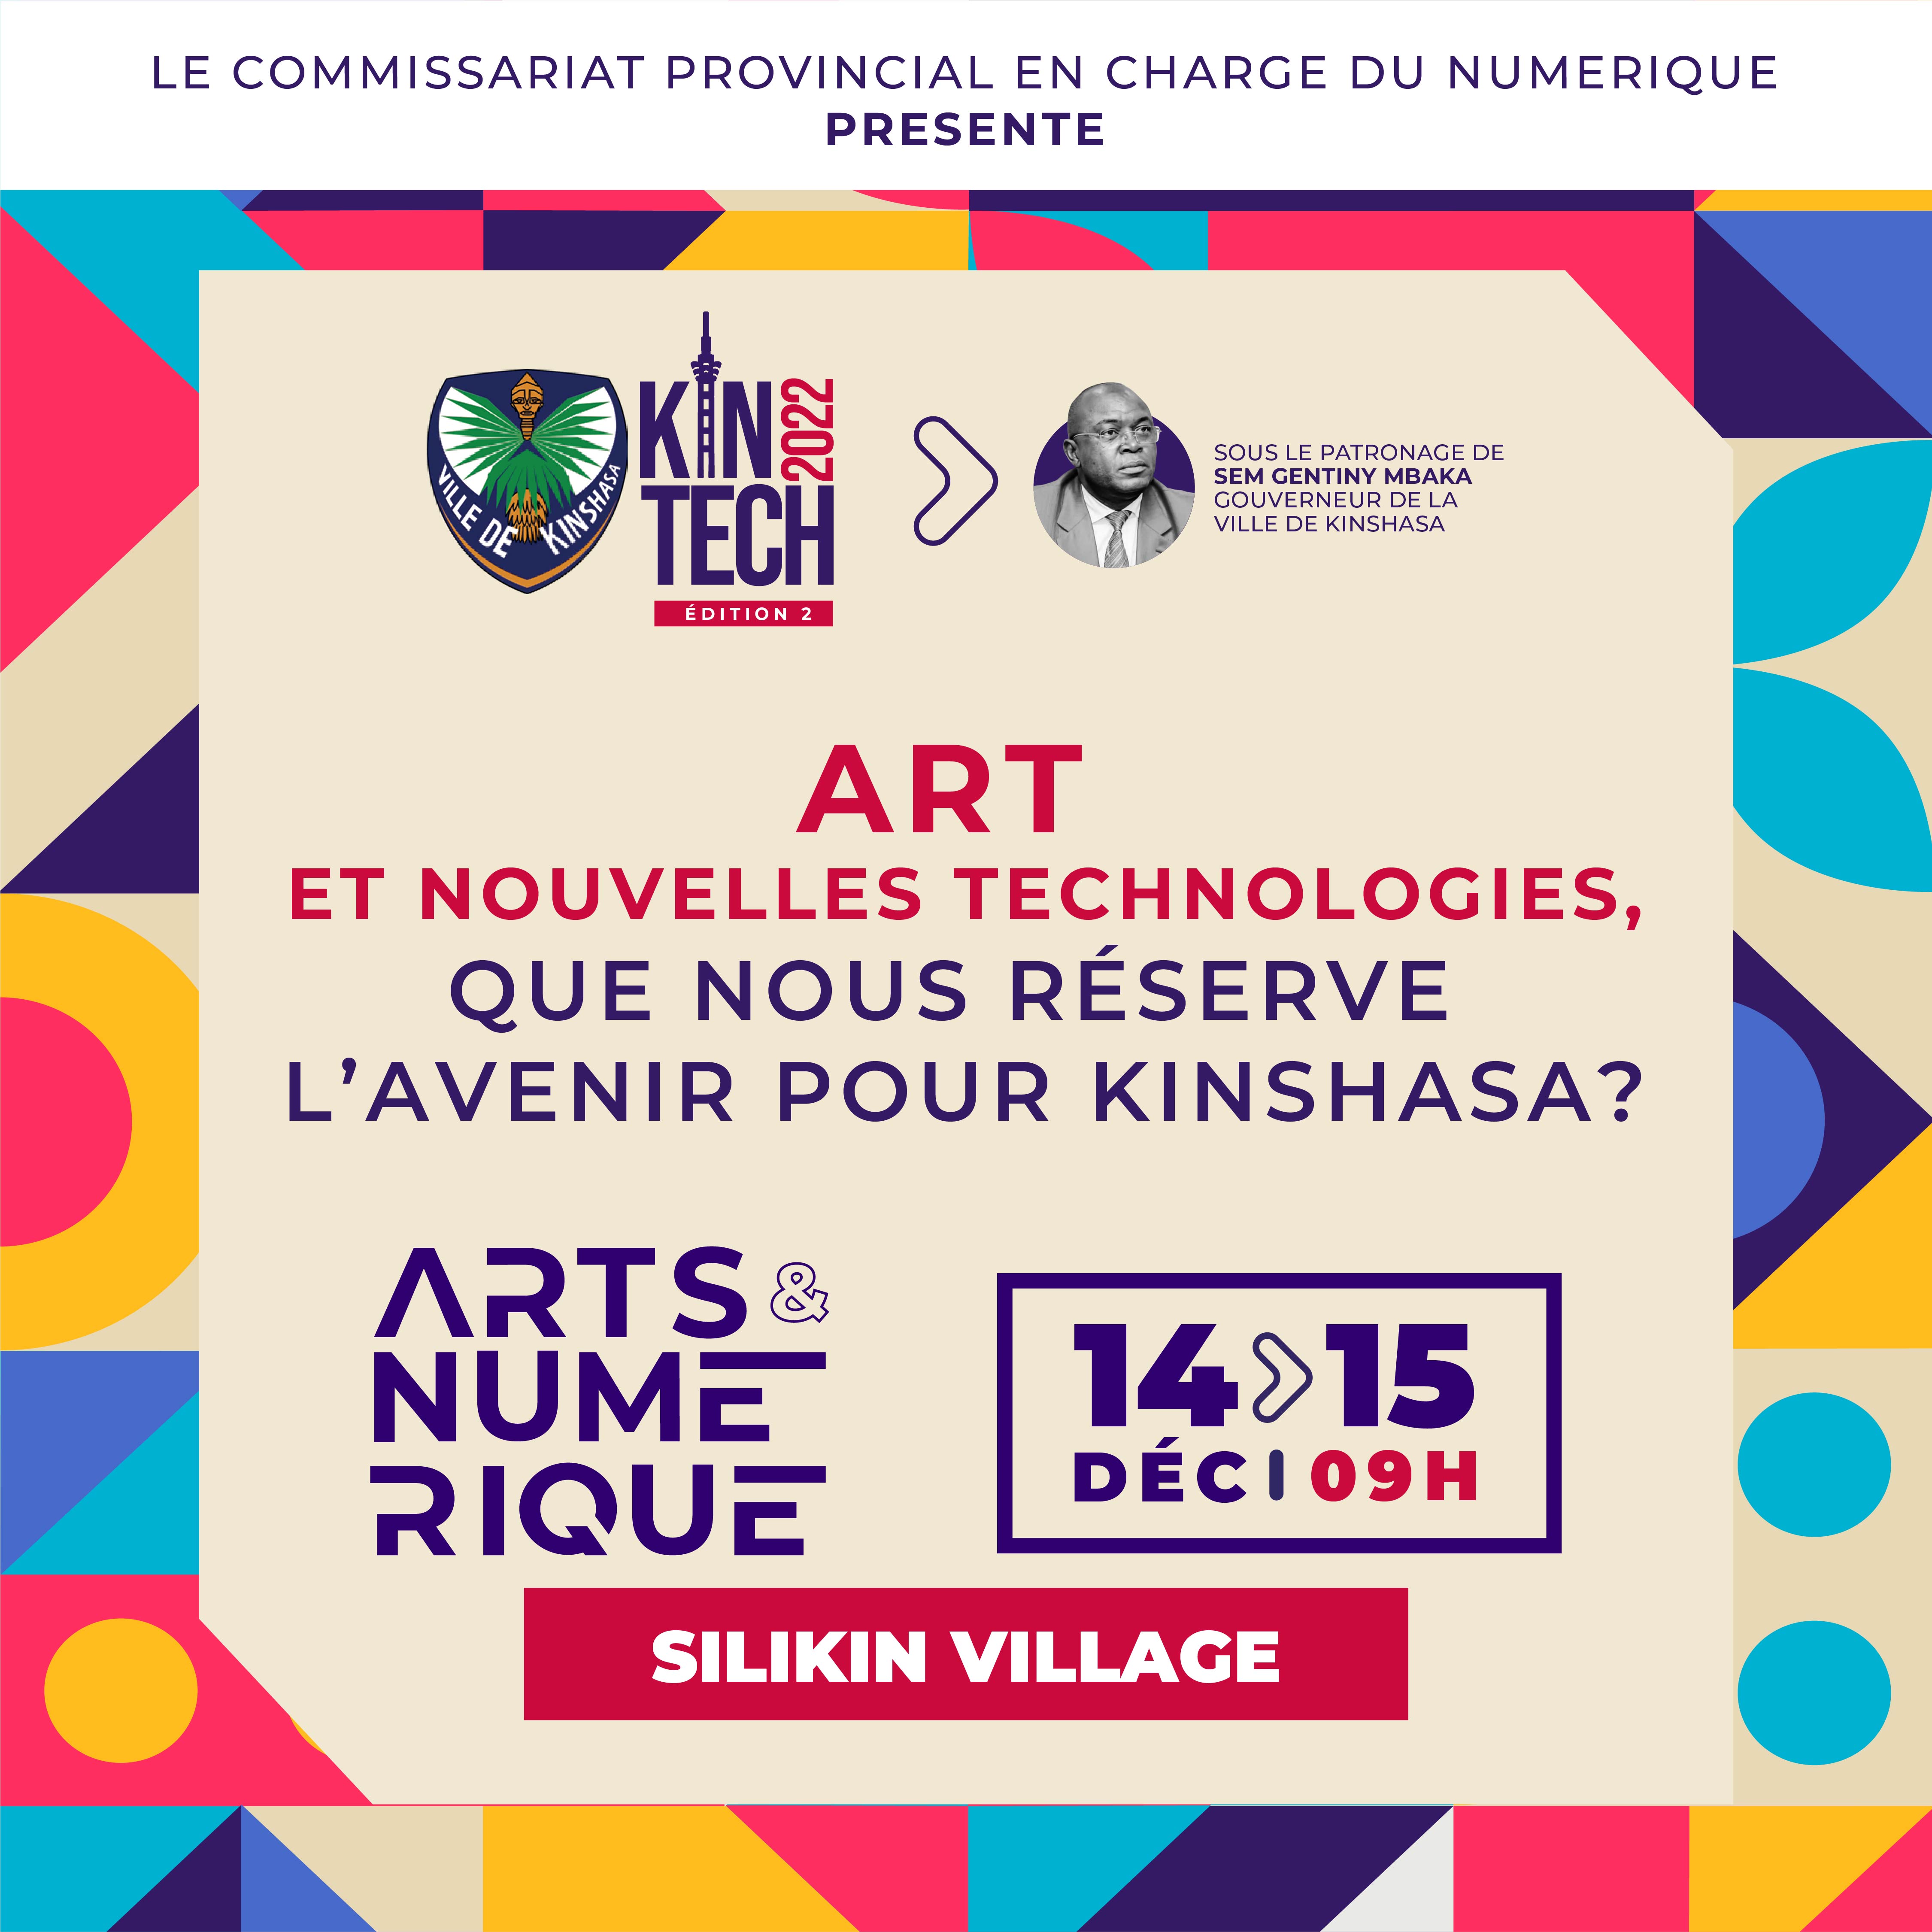 LE COMMISSARIAT PROVINCIAL EN CHARGE DU NUMERIQUE
PRESENTE
VILLE DE KINSHASA
KIN
2022
TECH
ÉDITION 2
SOUS LE PATRONAGE DE
SEM GENTINY MBAKA
GOUVERNEUR DE LA
VILLE DE KINSHASA
ART
ET NOUVELLES TECHNOLOGIES,
QUE NOUS RÉSERVE
L'AVENIR POUR KINSHASA?
ARTS &
NUME
RIQUE
14 > 15
DÉC | 09H
SILIKIN VILLAGE